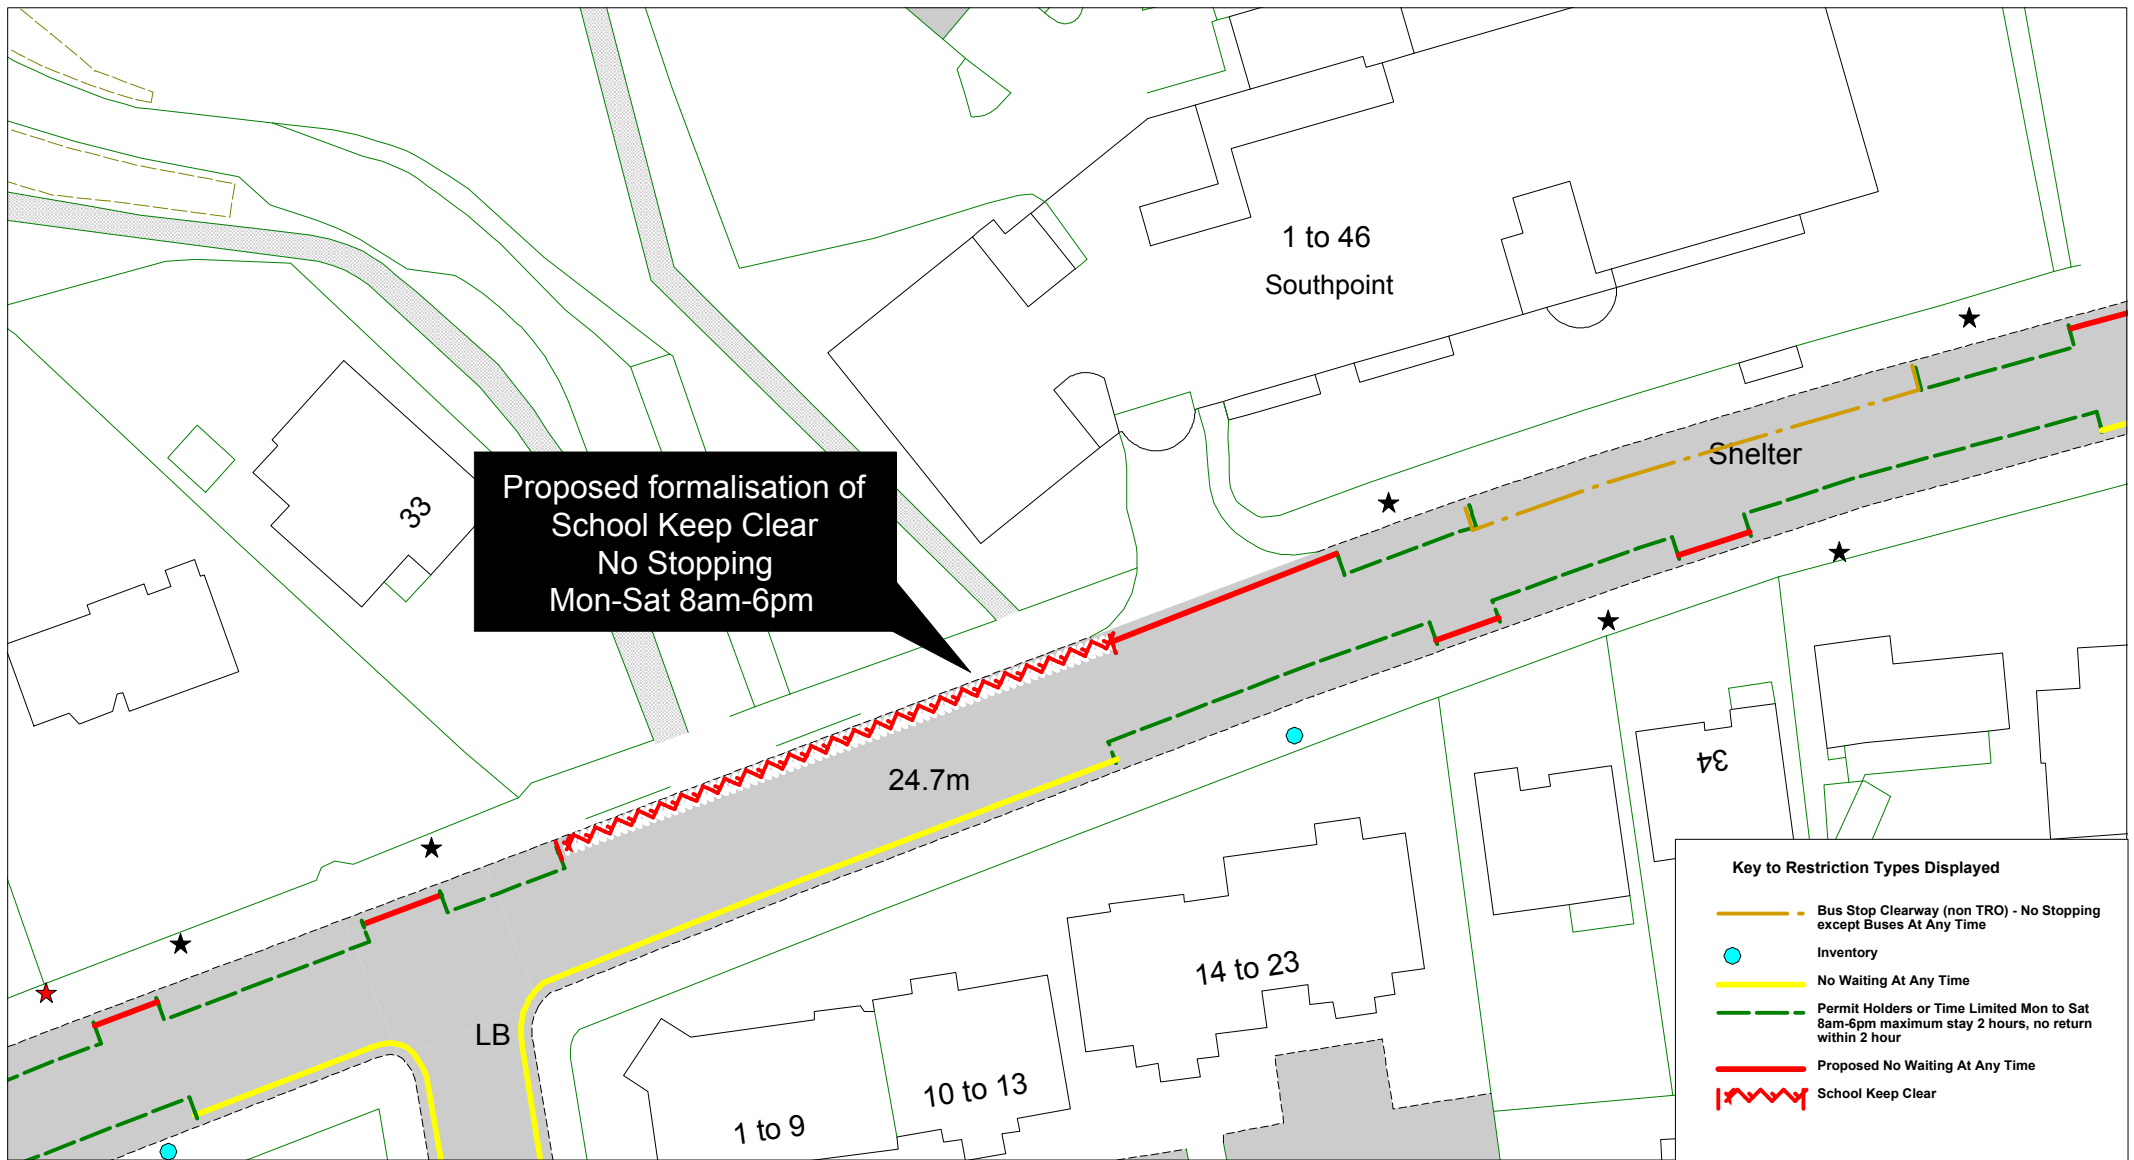 1 to 46
Southpoint
Shelter
33
Proposed formalisation of
School Keep Clear
No Stopping
Mon-Sat 8am-6pm
24.7m
34
14 to 23
LB
10 to 13
1 to 9
Key to Restriction Types Displayed
Bus Stop Clearway (non TRO) - No Stopping
except Buses At Any Time
Inventory
No Waiting At Any Time
Permit Holders or Time Limited Mon to Sat
8am-6pm maximum stay 2 hours, no return
within 2 hour
Proposed No Waiting At Any Time
School Keep Clear